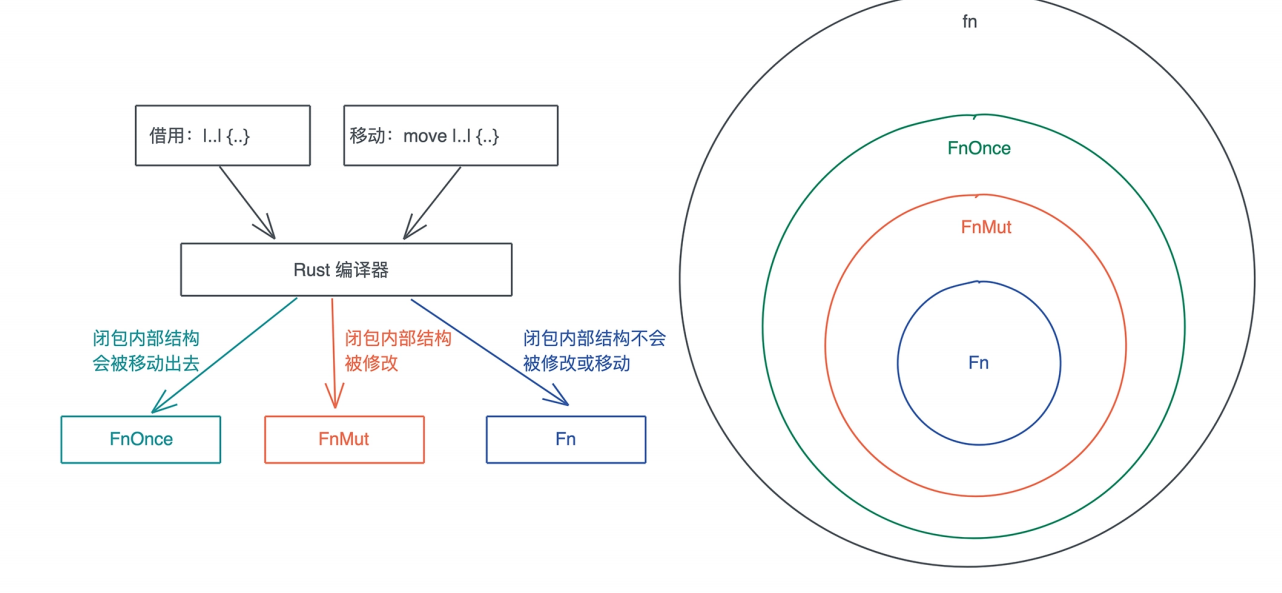 fn
借用：l..l {..}
移动：move l..l {..}
FnOnce
FnMut
Rust 编译器
闭包内部结构
会被移动出去
闭包内部结构
被修改
闭包内部结构不会
被修改或移动
Fn
FnOnce
FnMut
Fn